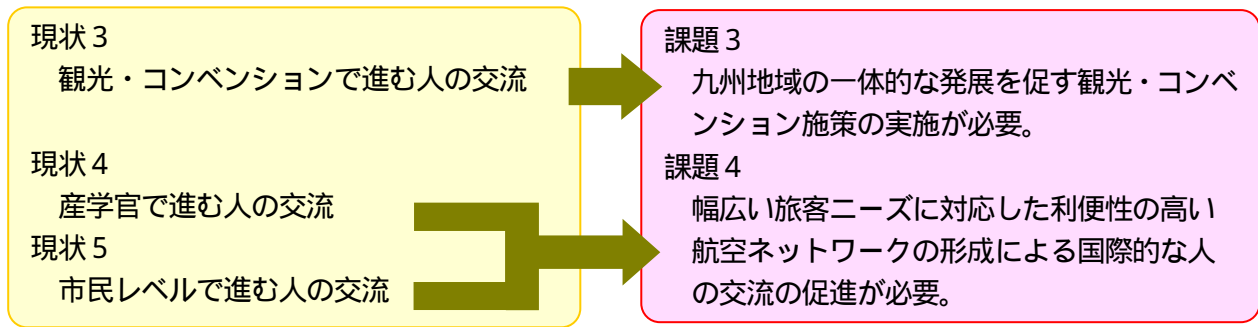 現状３
観光・コンベンションで進む人の交流
現状４
産学官で進む人の交流
現状５
市民レベルで進む人の交流
課題３
九州地域の一体的な発展を促す観光・コンベ
ンション施策の実施が必要。
課題４
幅広い旅客ニーズに対応した利便性の高い
航空ネットワークの形成による国際的な人
の交流の促進が必要。